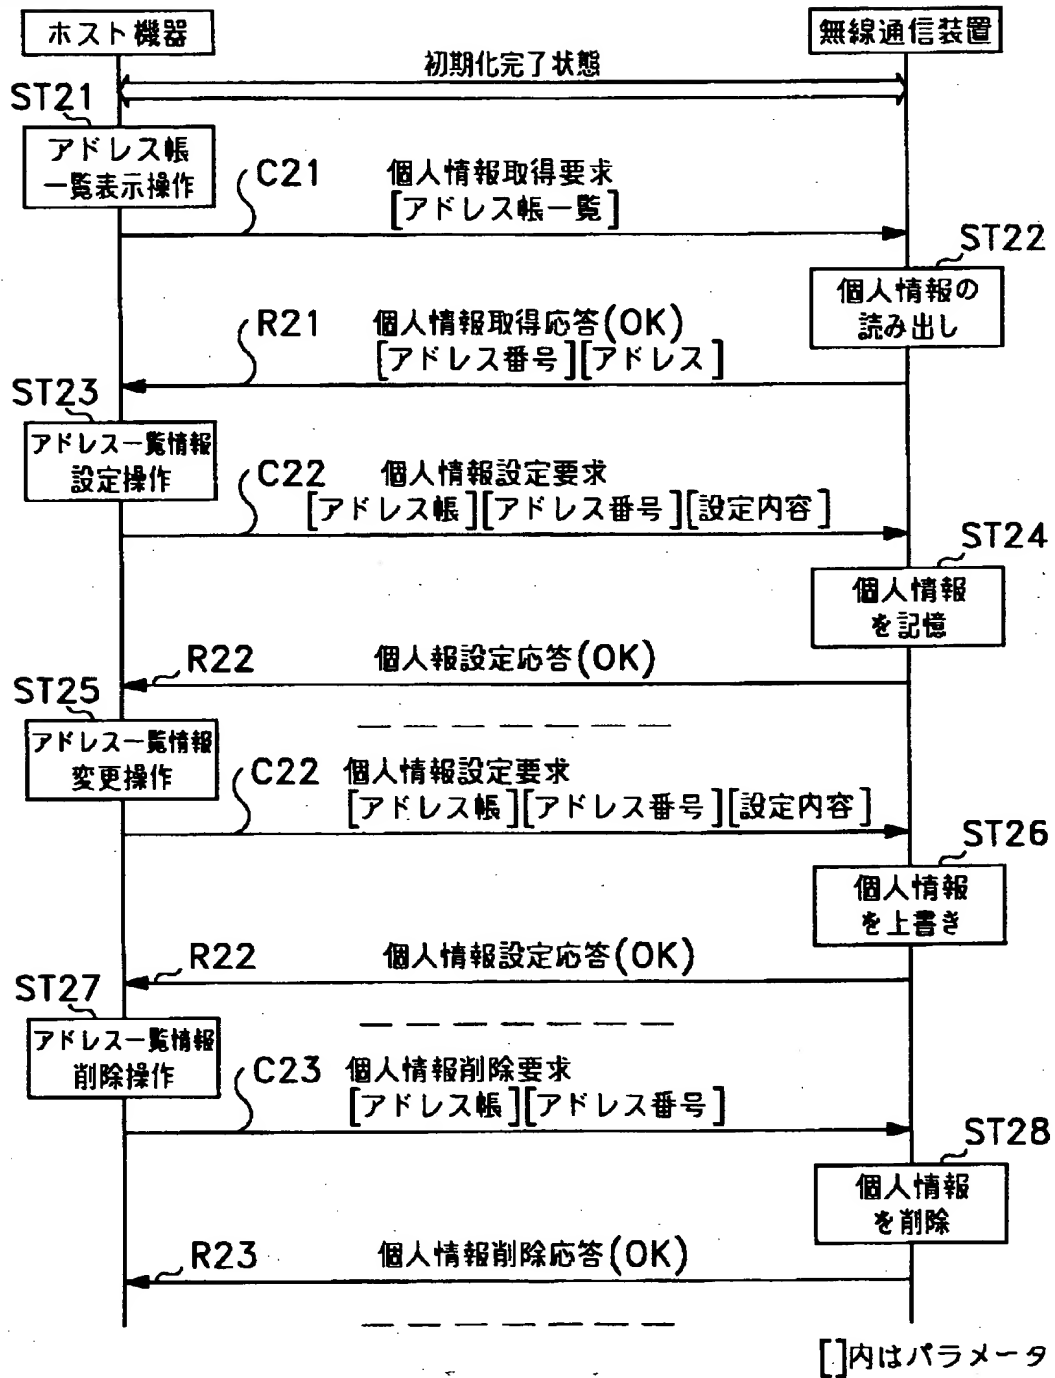 ホスト機器
無線通信装置
初期化完了状態
ST21
アドレス帳
一覧表示操作
C21
個人情報取得要求
[アドレス帳一覧]
ST22
個人情報の
読み出し
R21
個人情報取得応答(OK)
[アドレス番号][アドレス]
ST23
アドレス一覧情報
設定操作
C22
個人情報設定要求
[アドレス帳][アドレス番号][設定内容]
ST24
個人情報
を記憶
R22
個人報設定応答(OK)
ST25
アドレス一覧情報
変更操作
C22
個人情報設定要求
[アドレス帳][アドレス番号][設定内容]
ST26
個人情報
を上書き
R22
個人情報設定応答(OK)
ST27
アドレス一覧情報
削除操作
C23
個人情報削除要求
[アドレス帳][アドレス番号]
ST28
個人情報
を削除
R23
個人情報削除応答(OK)
[]内はパラメータ